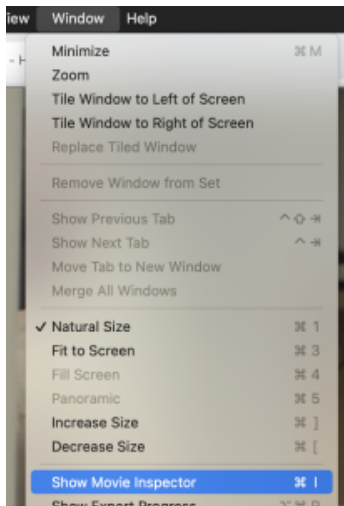 iew Window Help
- H
Minimize ⌘ M
Zoom
Tile Window to Left of Screen
Tile Window to Right of Screen
Replace Tiled Window
Remove Window from Set
Show Previous Tab ^ ⇧ ⇥
Show Next Tab ^ ⇥
Move Tab to New Window
Merge All Windows
✓ Natural Size ⌘ 1
Fit to Screen ⌘ 3
Fill Screen ⌘ 4
Panoramic ⌘ 5
Increase Size ⌘ ]
Decrease Size ⌘ [
Show Movie Inspector ⌘ I
Show Export Progress ⌥ ⌘ P